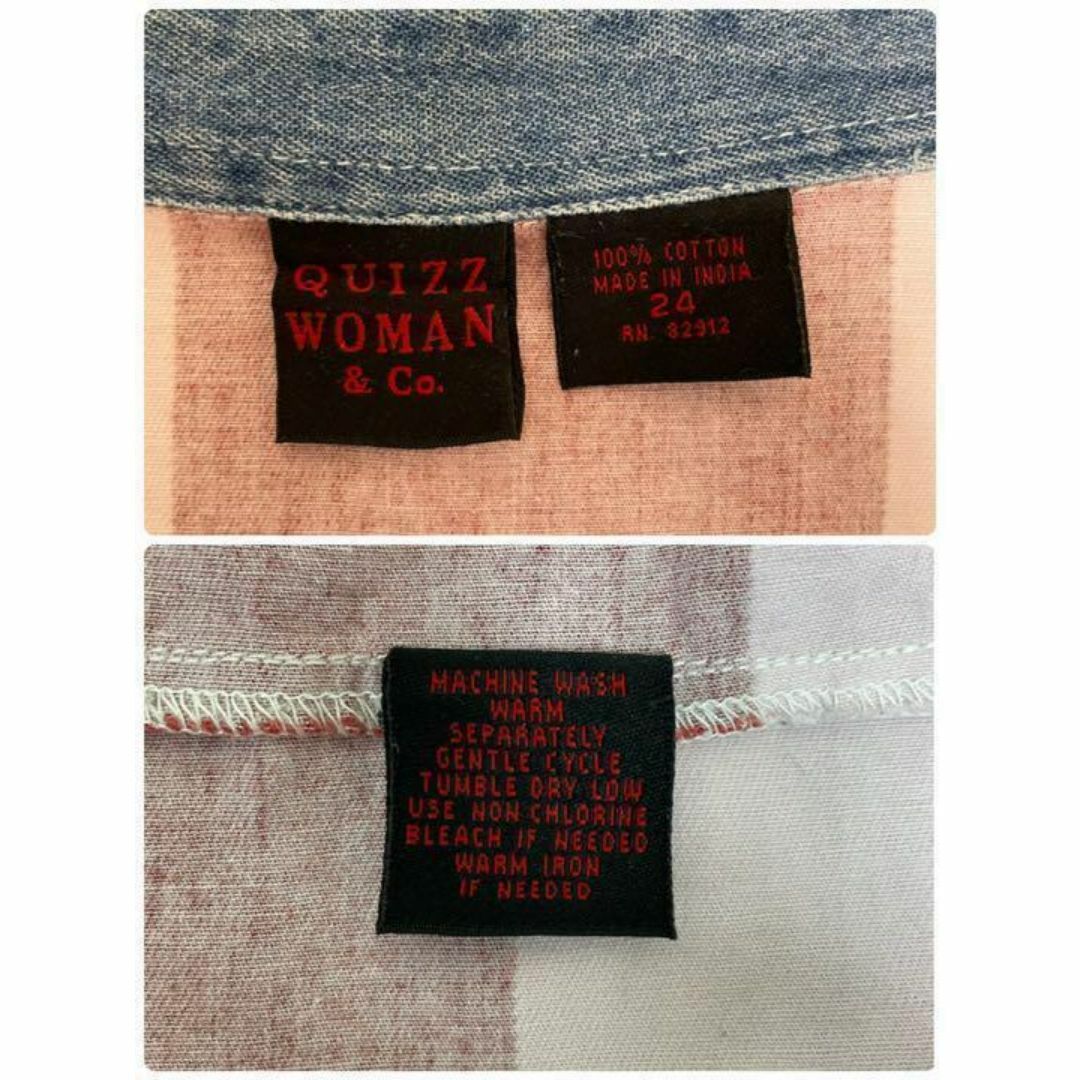 QUIZZ
WOMAN
& Co.
100% COTTON
MADE IN INDIA
24
RN. 82912
MACHINE WASH
WARM
SEPARATELY
GENTLE CYCLE
TUMBLE DRY LOW
USE NON CHLORINE
BLEACH IF NEEDED
WARM IRON
IF NEEDED